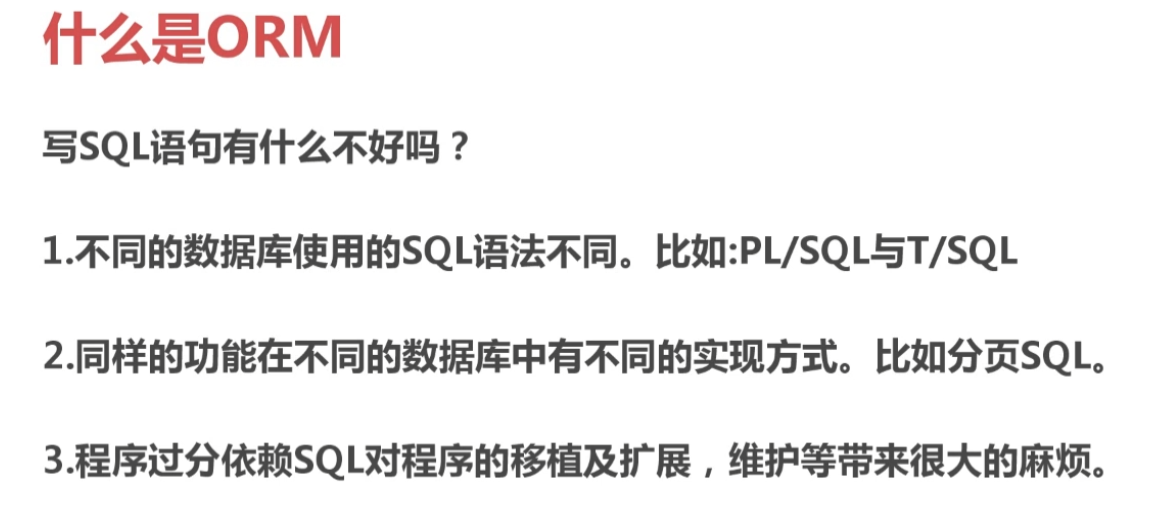 什么是ORM
写SQL语句有什么不好吗？
1.不同的数据库使用的SQL语法不同。比如:PL/SQL与T/SQL
2.同样的功能在不同的数据库中有不同的实现方式。比如分页SQL。
3.程序过分依赖SQL对程序的移植及扩展，维护等带来很大的麻烦。